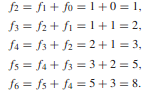 f₂ = f₁ + f₀ = 1 + 0 = 1,
f₃ = f₂ + f₁ = 1 + 1 = 2,
f₄ = f₃ + f₂ = 2 + 1 = 3,
f₅ = f₄ + f₃ = 3 + 2 = 5,
f₆ = f₅ + f₄ = 5 + 3 = 8.